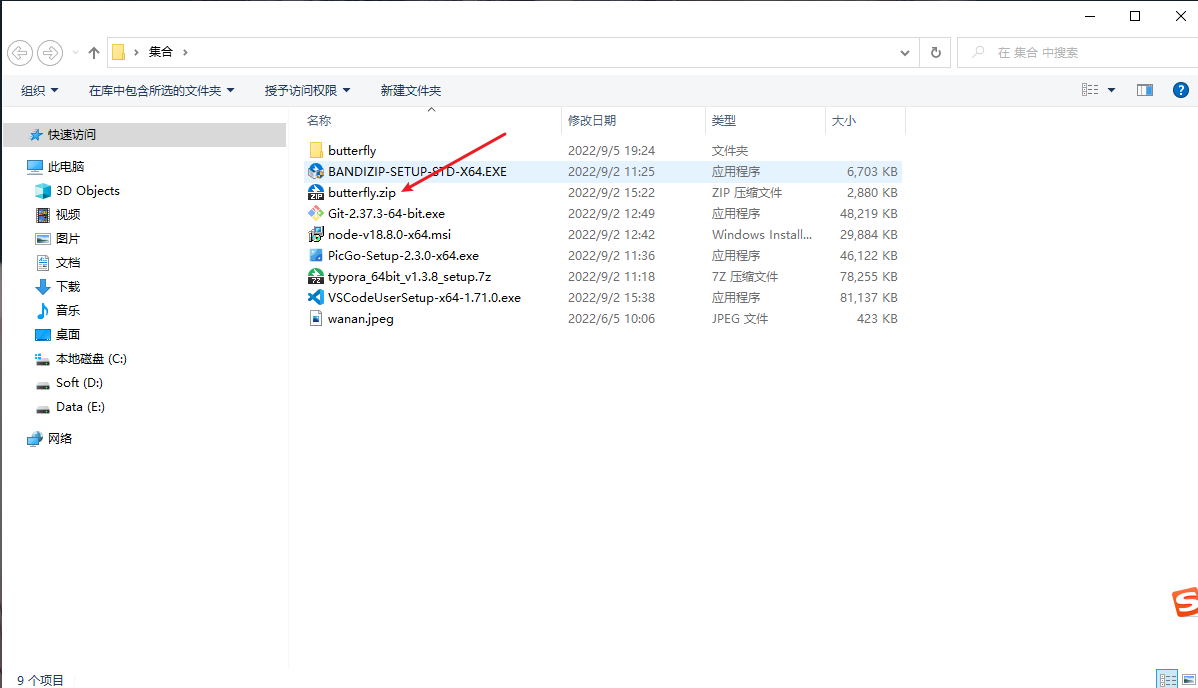 集合
在 集合 中搜索
组织 在库中包含所选的文件夹 授予访问权限 新建文件夹
名称 修改日期 类型 大小
快速访问
此电脑
3D Objects
视频
图片
文档
下载
音乐
桌面
本地磁盘 (C:)
Soft (D:)
Data (E:)
网络
butterfly 2022/9/5 19:24 文件夹
BANDIZIP-SETUP-STD-X64.EXE 2022/9/2 11:25 应用程序 6,703 KB
butterfly.zip 2022/9/2 15:22 ZIP 压缩文件 2,880 KB
Git-2.37.3-64-bit.exe 2022/9/2 12:49 应用程序 48,219 KB
node-v18.8.0-x64.msi 2022/9/2 12:42 Windows Install... 29,884 KB
PicGo-Setup-2.3.0-x64.exe 2022/9/2 11:36 应用程序 46,122 KB
typora_64bit_v1.3.8_setup.7z 2022/9/2 11:18 7Z 压缩文件 78,255 KB
VSCodeUserSetup-x64-1.71.0.exe 2022/9/2 15:38 应用程序 81,137 KB
wanan.jpeg 2022/6/5 10:06 JPEG 文件 423 KB
9 个项目